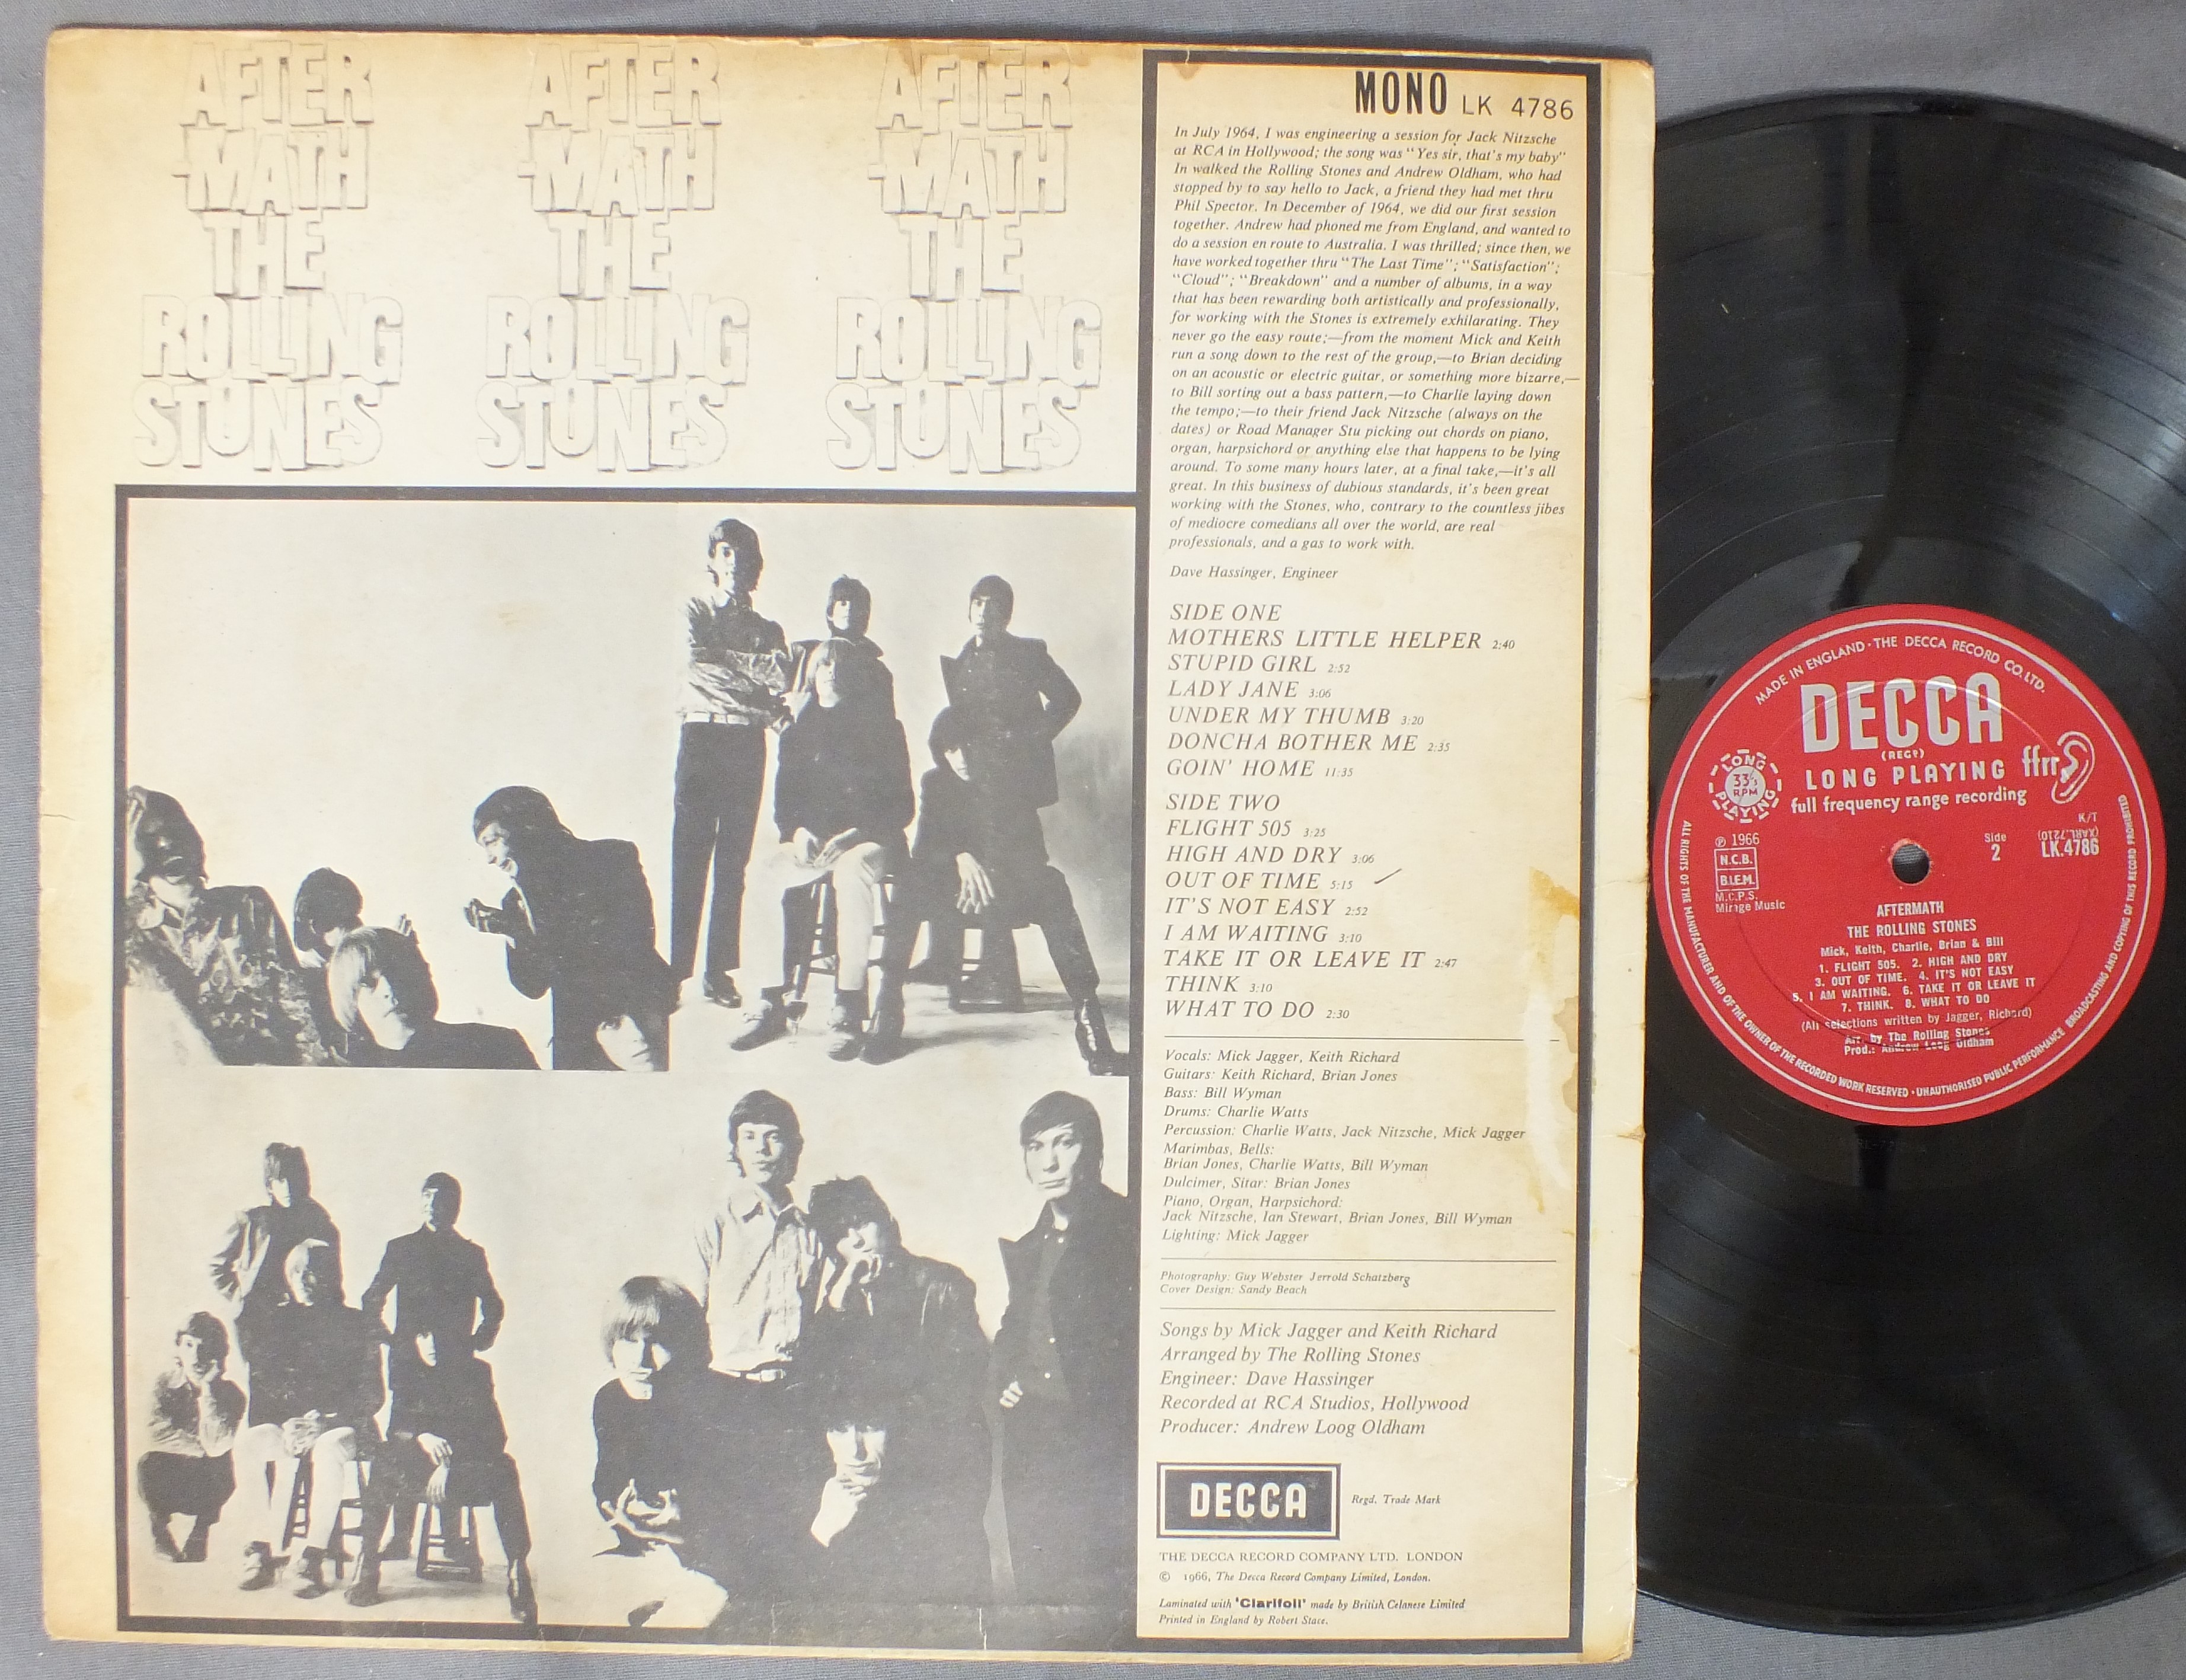 AFTER
-MATH
THE
ROLLING
STONES
AFTER
-MATH
THE
ROLLING
STONES
AFTER
-MATH
THE
ROLLING
STONES
MONO LK 4786
In July 1964, I was engineering a session for Jack Nitzsche
at RCA in Hollywood; the song was "Yes sir, that's my baby"
In walked the Rolling Stones and Andrew Oldham, who had
stopped by to say hello to Jack, a friend they had met thru
Phil Spector. In December of 1964, we did our first session
together. Andrew had phoned me from England, and wanted to
do a session en route to Australia. I was thrilled; since then, we
have worked together thru "The Last Time"; "Satisfaction";
"Cloud"; "Breakdown" and a number of albums, in a way
that has been rewarding both artistically and professionally,
for working with the Stones is extremely exhilarating. They
never go the easy route;—from the moment Mick and Keith
run a song down to the rest of the group,—to Brian deciding
on an acoustic or electric guitar, or something more bizarre,—
to Bill sorting out a bass pattern,—to Charlie laying down
the tempo;—to their friend Jack Nitzsche (always on the
dates) or Road Manager Stu picking out chords on piano,
organ, harpsichord or anything else that happens to be lying
around. To some many hours later, at a final take,—it's all
great. In this business of dubious standards, it's been great
working with the Stones, who, contrary to the countless jibes
of mediocre comedians all over the world, are real
professionals, and a gas to work with.
Dave Hassinger, Engineer
SIDE ONE
MOTHERS LITTLE HELPER 2:40
STUPID GIRL 2:52
LADY JANE 3:06
UNDER MY THUMB 3:20
DONCHA BOTHER ME 2:35
GOIN' HOME 11:35
SIDE TWO
FLIGHT 505 3:25
HIGH AND DRY 3:06
OUT OF TIME 5:15
IT'S NOT EASY 2:52
I AM WAITING 3:10
TAKE IT OR LEAVE IT 2:47
THINK 3:10
WHAT TO DO 2:30
Vocals: Mick Jagger, Keith Richard
Guitars: Keith Richard, Brian Jones
Bass: Bill Wyman
Drums: Charlie Watts
Percussion: Charlie Watts, Jack Nitzsche, Mick Jagger
Marimbas, Bells:
Brian Jones, Charlie Watts, Bill Wyman
Dulcimer, Sitar: Brian Jones
Piano, Organ, Harpsichord:
Jack Nitzsche, Ian Stewart, Brian Jones, Bill Wyman
Lighting: Mick Jagger
Photography: Guy Webster Jerrold Schatzberg
Cover Design: Sandy Beach
Songs by Mick Jagger and Keith Richard
Arranged by The Rolling Stones
Engineer: Dave Hassinger
Recorded at RCA Studios, Hollywood
Producer: Andrew Loog Oldham
DECCA Regd. Trade Mark
THE DECCA RECORD COMPANY LTD. LONDON
© 1966, The Decca Record Company Limited, London.
Laminated with 'Clarifoil' made by British Celanese Limited
Printed in England by Robert Stace.
MADE IN ENGLAND · THE DECCA RECORD CO. LTD.
DECCA
(REGD)
LONG PLAYING ffrr
full frequency range recording
LONG 33⅓ RPM PLAYING
K/T
(XARL.7210)
LK.4786
Side
2
℗ 1966
N.C.B.
B.I.E.M.
M.C.P.S.
Mirage Music
AFTERMATH
THE ROLLING STONES
Mick, Keith, Charlie, Brian & Bill
1. FLIGHT 505. 2. HIGH AND DRY
3. OUT OF TIME. 4. IT'S NOT EASY
5. I AM WAITING. 6. TAKE IT OR LEAVE IT
7. THINK. 8. WHAT TO DO
(All selections written by Jagger, Richard)
Arr. by The Rolling Stones
Prod.: Andrew Loog Oldham
ALL RIGHTS OF THE MANUFACTURER AND OF THE OWNER OF THE RECORDED WORK RESERVED · UNAUTHORISED PUBLIC PERFORMANCE BROADCASTING AND COPYING OF THIS RECORD PROHIBITED